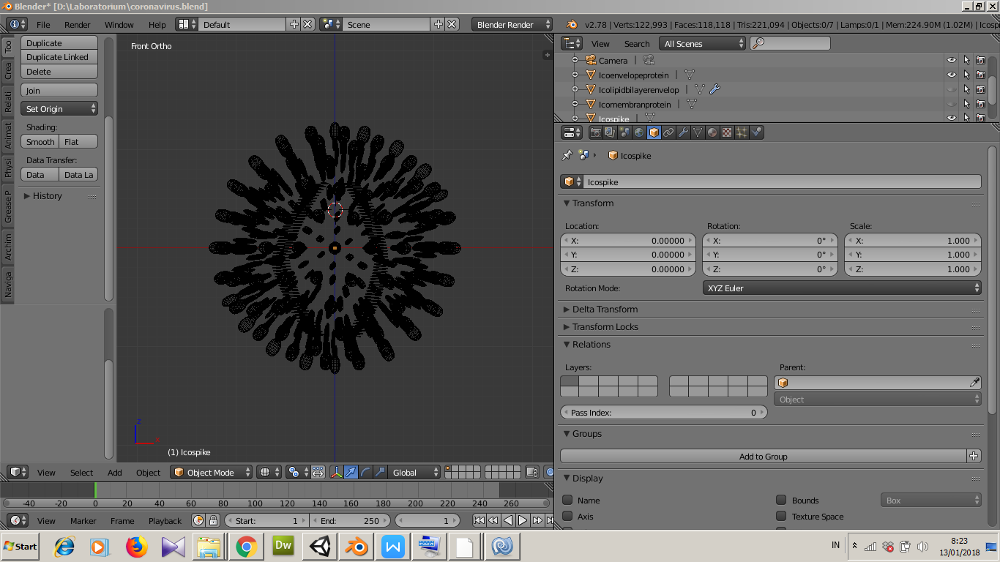 Blender* [D:\Laboratorium\coronavirus.blend]
File Render Window Help Default Scene Blender Render v2.78 | Verts:122,993 | Faces:118,118 | Tris:221,094 | Objects:0/7 | Lamps:0/1 | Mem:224.90M (1.02M) | Icospi
Too
Crea
Relati
Animat
Physi
Grease P
Archim
Naviga
Duplicate
Duplicate Linked
Delete
Join
Set Origin
Shading:
Smooth Flat
Data Transfer:
Data Data La
History
Front Ortho
z
x
(1) Icospike
View Select Add Object Object Mode Global
-40 -20 0 20 40 60 80 100 120 140 160 180 200 220 240 260
View Marker Frame Playback Start: 1 End: 250 1
View Search All Scenes
Camera
Icoenvelopeprotein
Icolipidbilayerenvelop
Icomembranprotein
Icospike
Icospike
Icospike
Transform
Location: Rotation: Scale:
X: 0.00000 X: 0° X: 1.000
Y: 0.00000 Y: 0° Y: 1.000
Z: 0.00000 Z: 0° Z: 1.000
Rotation Mode: XYZ Euler
Delta Transform
Transform Locks
Relations
Layers: Parent:
Object
Pass Index: 0
Groups
Add to Group
Display
Name Bounds Box
Axis Texture Space
Start Dw W IN 8:23
13/01/2018